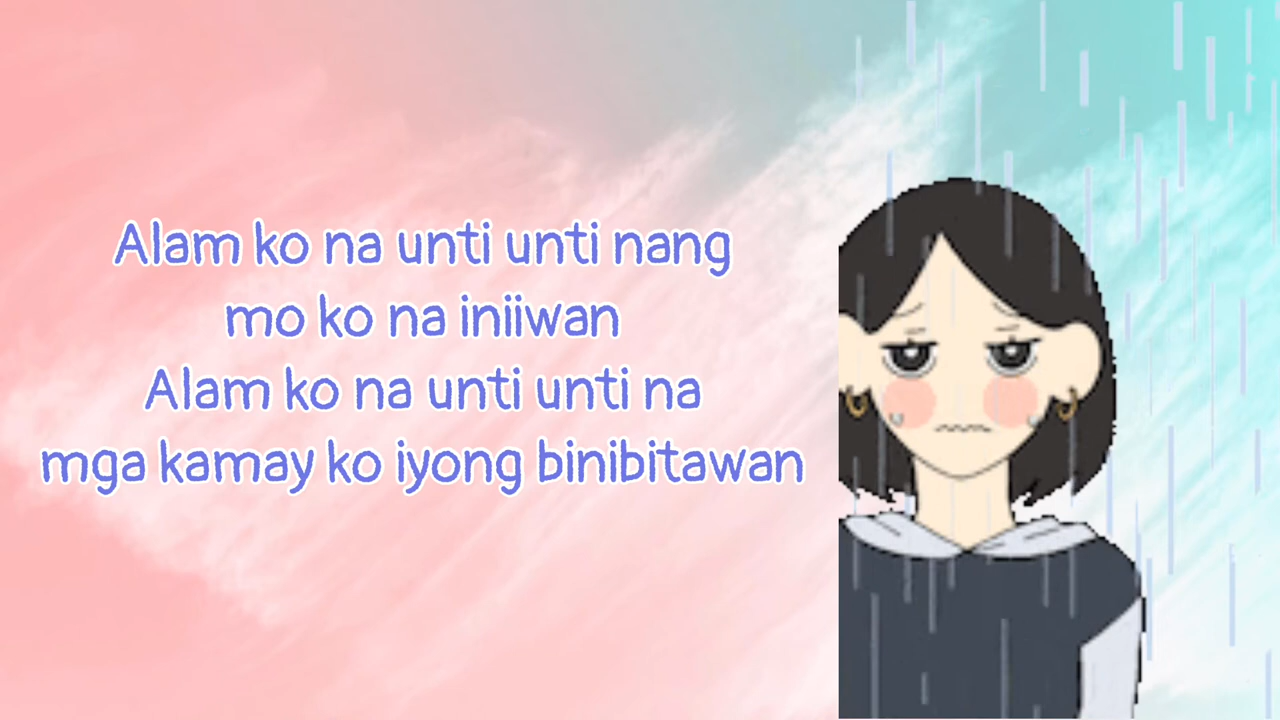 Alam ko na unti unti nang
mo ko na iniiwan
Alam ko na unti unti na
mga kamay ko iyong binibitawan